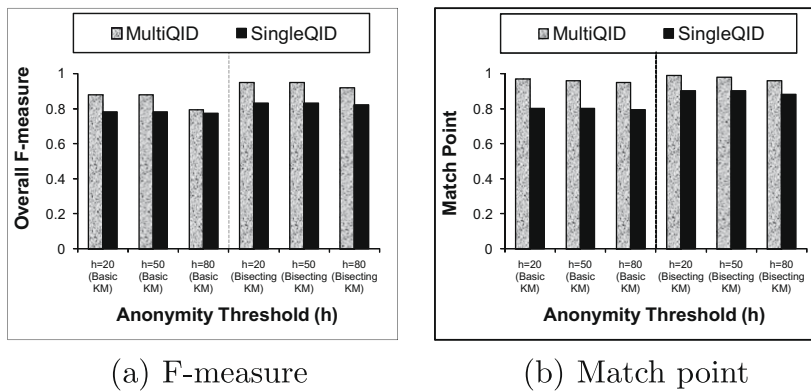 MultiQID SingleQID
Overall F-measure
1
0.8
0.6
0.4
0.2
0
h=20 (Basic KM)
h=50 (Basic KM)
h=80 (Basic KM)
h=20 (Bisecting KM)
h=50 (Bisecting KM)
h=80 (Bisecting KM)
Anonymity Threshold (h)
(a) F-measure
MultiQID SingleQID
Match Point
1
0.8
0.6
0.4
0.2
0
h=20 (Basic KM)
h=50 (Basic KM)
h=80 (Basic KM)
h=20 (Bisecting KM)
h=50 (Bisecting KM)
h=80 (Bisecting KM)
Anonymity Threshold (h)
(b) Match point